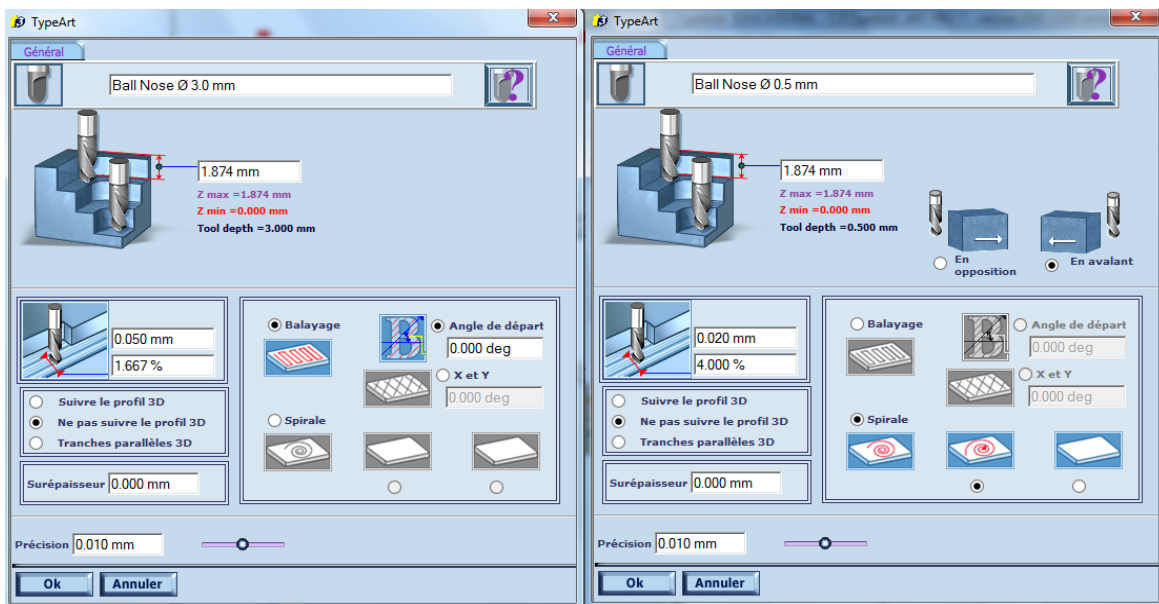 TypeArt
Général
Ball Nose Ø 3.0 mm
1.874 mm
Z max =1.874 mm
Z min =0.000 mm
Tool depth =3.000 mm
0.050 mm
1.667 %
Suivre le profil 3D
Ne pas suivre le profil 3D
Tranches parallèles 3D
Surépaisseur 0.000 mm
Balayage
Angle de départ
0.000 deg
X et Y
0.000 deg
Spirale
Précision 0.010 mm
Ok Annuler
TypeArt
Général
Ball Nose Ø 0.5 mm
1.874 mm
Z max =1.874 mm
Z min =0.000 mm
Tool depth =0.500 mm
En
opposition
En avalant
0.020 mm
4.000 %
Suivre le profil 3D
Ne pas suivre le profil 3D
Tranches parallèles 3D
Surépaisseur 0.000 mm
Balayage
Angle de départ
0.000 deg
X et Y
0.000 deg
Spirale
Précision 0.010 mm
Ok Annuler